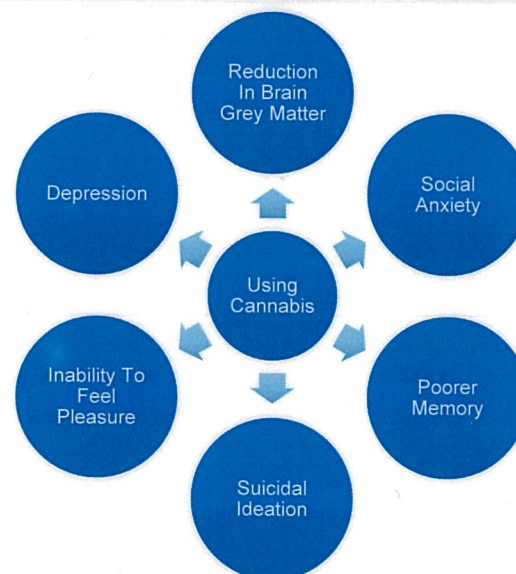 Reduction
In Brain
Grey Matter
Social
Anxiety
Poorer
Memory
Suicidal
Ideation
Inability To
Feel
Pleasure
Depression
Using
Cannabis